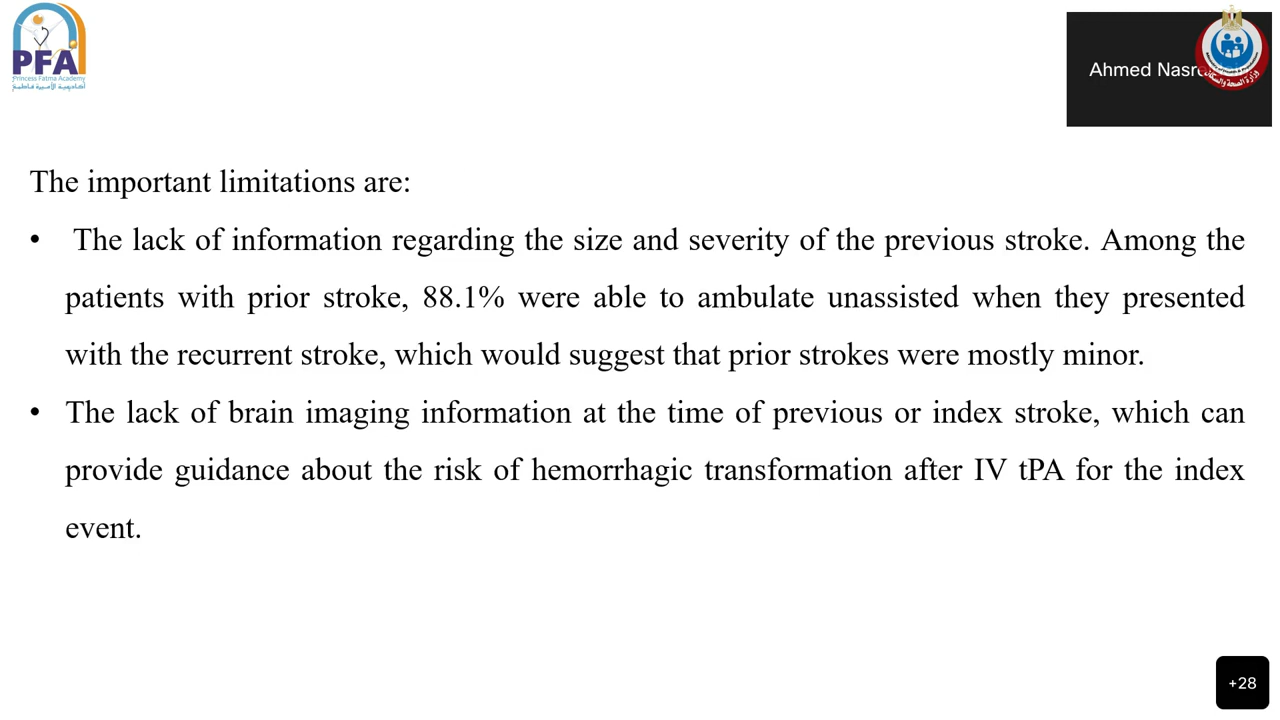 PFA
Princess Fatma Academy
أكاديمية الأميرة فاطمة
Ahmed Nasr
وزارة الصحة والسكان
The important limitations are:
• The lack of information regarding the size and severity of the previous stroke. Among the
patients with prior stroke, 88.1% were able to ambulate unassisted when they presented
with the recurrent stroke, which would suggest that prior strokes were mostly minor.
• The lack of brain imaging information at the time of previous or index stroke, which can
provide guidance about the risk of hemorrhagic transformation after IV tPA for the index
event.
+28